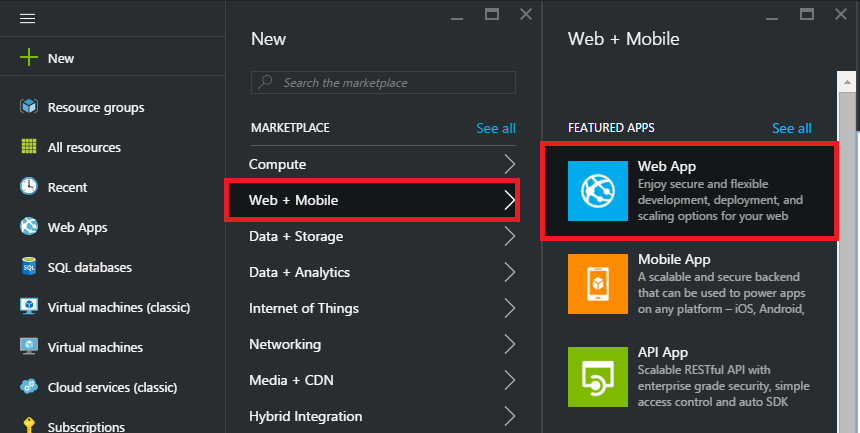 New
Resource groups
All resources
Recent
Web Apps
SQL
SQL databases
Virtual machines (classic)
Virtual machines
Cloud services (classic)
Subscriptions
New
Search the marketplace
MARKETPLACE See all
Compute
Web + Mobile
Data + Storage
Data + Analytics
Internet of Things
Networking
Media + CDN
Hybrid Integration
Web + Mobile
FEATURED APPS See all
Web App
Enjoy secure and flexible
development, deployment, and
scaling options for your web
Mobile App
A scalable and secure backend
that can be used to power apps
on any platform – iOS, Android,
API App
Scalable RESTful API with
enterprise grade security, simple
access control and auto SDK